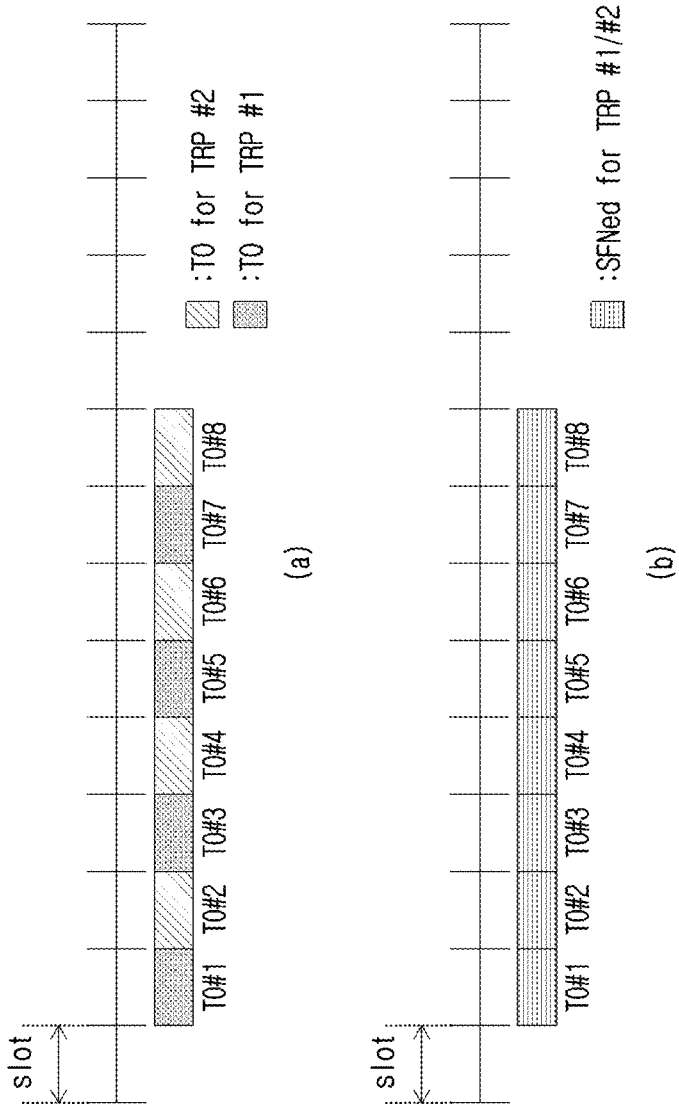 slot
TO#1 TO#2 TO#3 TO#4 TO#5 TO#6 TO#7 TO#8
:TO for TRP #2
:TO for TRP #1
(a)
slot
TO#1 TO#2 TO#3 TO#4 TO#5 TO#6 TO#7 TO#8
:SFNed for TRP #1/#2
(b)